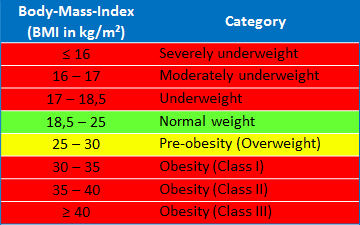 Body-Mass-Index
(BMI in kg/m²)
Category
≤ 16 Severely underweight
16 – 17 Moderately underweight
17 – 18,5 Underweight
18,5 – 25 Normal weight
25 – 30 Pre-obesity (Overweight)
30 – 35 Obesity (Class I)
35 – 40 Obesity (Class II)
≥ 40 Obesity (Class III)